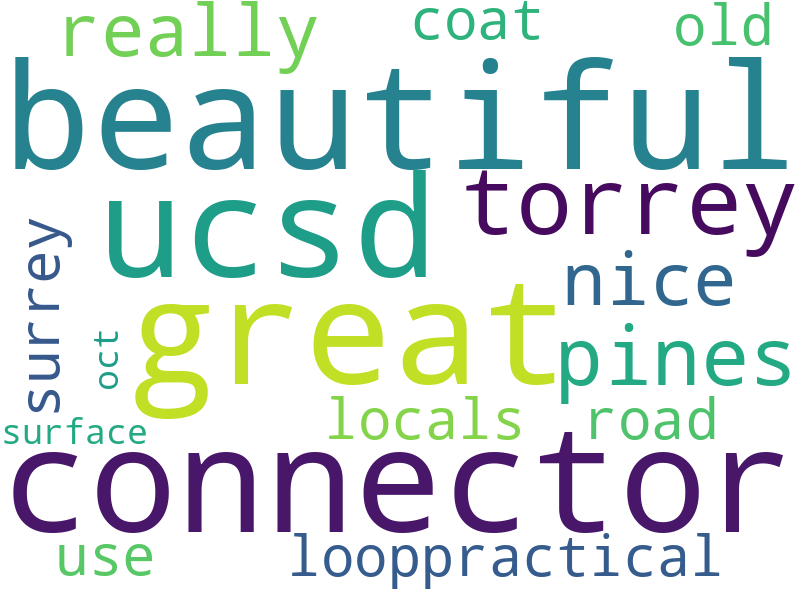 really
coat
old
beautiful
ucsd
torrey
surrey
nice
great
oct
pines
locals
road
surface
connector
use
looppractical